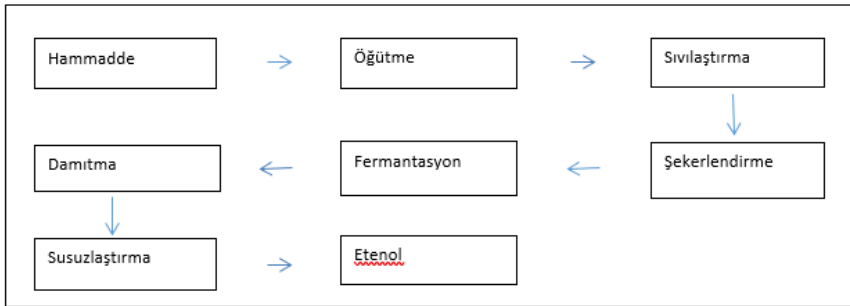 Hammadde
Öğütme
Sıvılaştırma
Şekerlendirme
Fermantasyon
Damıtma
Susuzlaştırma
Etenol